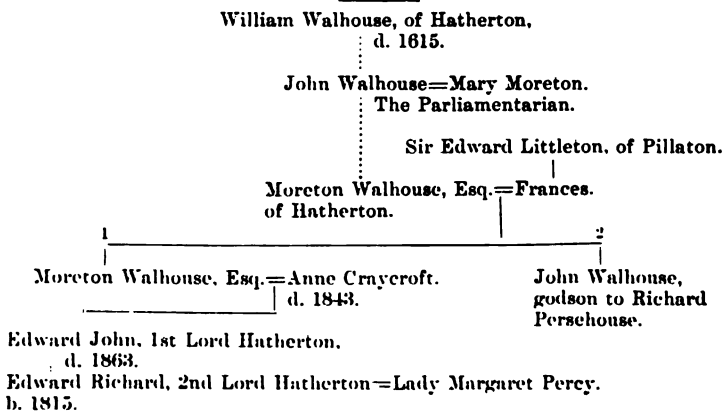 William Walhouse, of Hatherton,
d. 1615.
John Walhouse=Mary Moreton.
The Parliamentarian.
Sir Edward Littleton, of Pillaton.
Moreton Walhouse, Esq.=Frances.
of Hatherton.
1 2
Moreton Walhouse, Esq.=Anne Craycroft.
d. 1843.
John Walhouse,
godson to Richard
Persehouse.
Edward John, 1st Lord Hatherton,
d. 1863.
Edward Richard, 2nd Lord Hatherton=Lady Margaret Percy.
b. 1815.